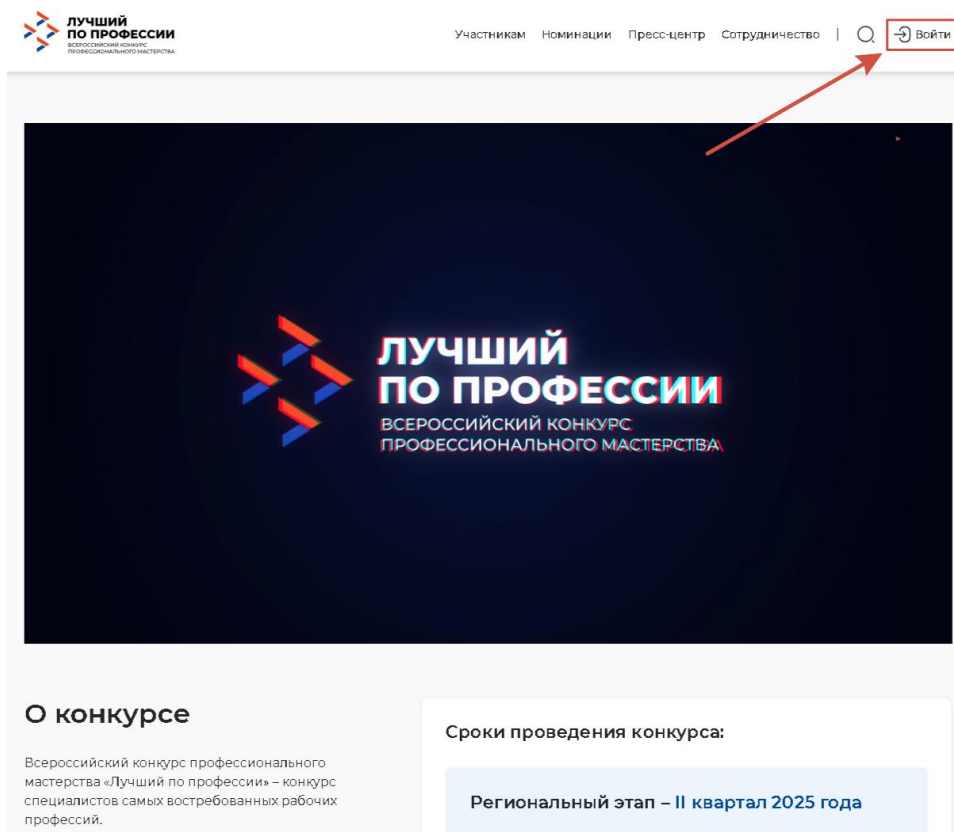 ЛУЧШИЙ
ПО ПРОФЕССИИ
ВСЕРОССИЙСКИЙ КОНКУРС
ПРОФЕССИОНАЛЬНОГО МАСТЕРСТВА
Участникам Номинации Пресс-центр Сотрудничество | Войти
ЛУЧШИЙ
ПО ПРОФЕССИИ
ВСЕРОССИЙСКИЙ КОНКУРС
ПРОФЕССИОНАЛЬНОГО МАСТЕРСТВА
О конкурсе
Всероссийский конкурс профессионального
мастерства «Лучший по профессии» – конкурс
специалистов самых востребованных рабочих
профессий.
Сроки проведения конкурса:
Региональный этап – II квартал 2025 года